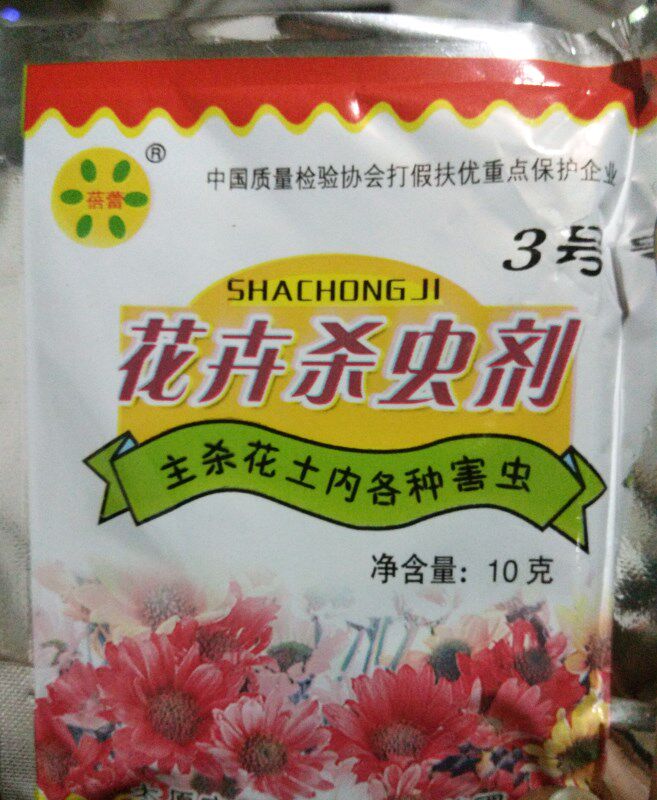 蓓蕾 ®
中国质量检验协会打假扶优重点保护企业
3号
SHACHONG JI
花卉杀虫剂
主杀花土内各种害虫
净含量：10克